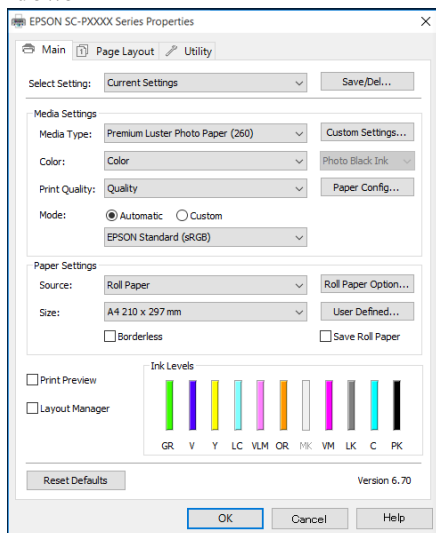 EPSON SC-PXXXX Series Properties
Main Page Layout Utility
Select Setting: Current Settings Save/Del...
Media Settings
Media Type: Premium Luster Photo Paper (260) Custom Settings...
Color: Color Photo Black Ink
Print Quality: Quality Paper Config...
Mode: Automatic Custom
EPSON Standard (sRGB)
Paper Settings
Source: Roll Paper Roll Paper Option...
Size: A4 210 x 297 mm User Defined...
Borderless Save Roll Paper
Ink Levels
Print Preview
Layout Manager
GR V Y LC VLM OR MK VM LK C PK
Reset Defaults Version 6.70
OK Cancel Help